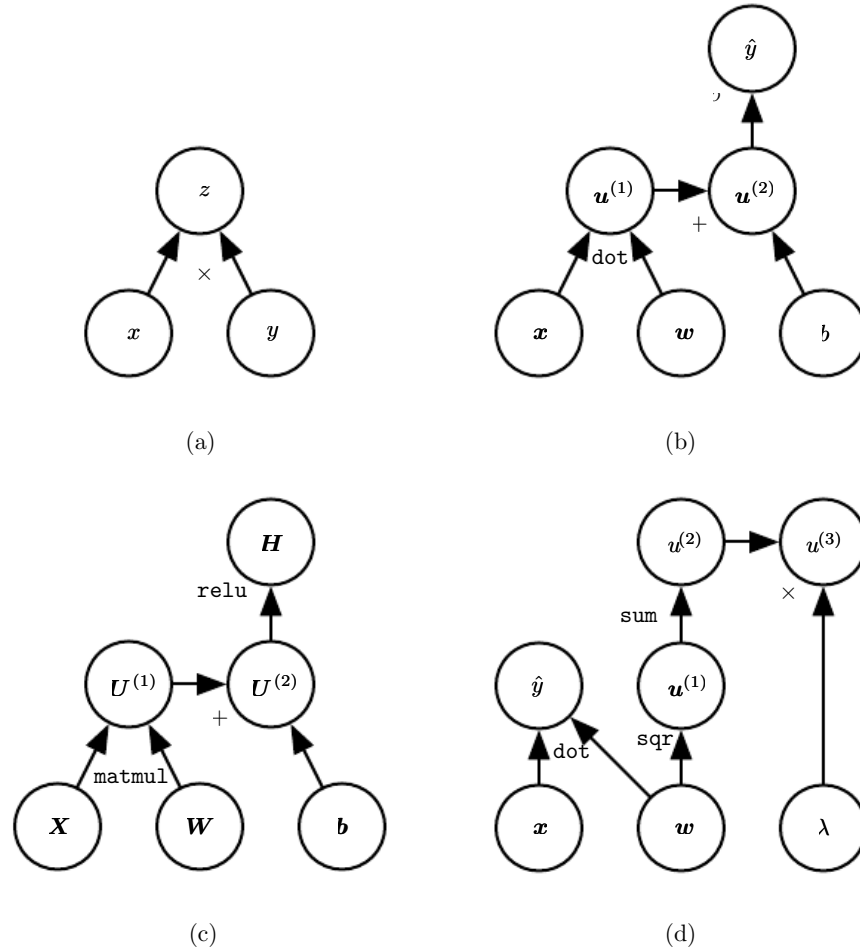 ŷ
z
u(1) u(2)
+
dot
×
x y
x w b
(a) (b)
H
u(2) u(3)
relu
×
sum
U(1) U(2)
ŷ
u(1)
+
sqr
dot
matmul
X W b
x w λ
(c) (d)